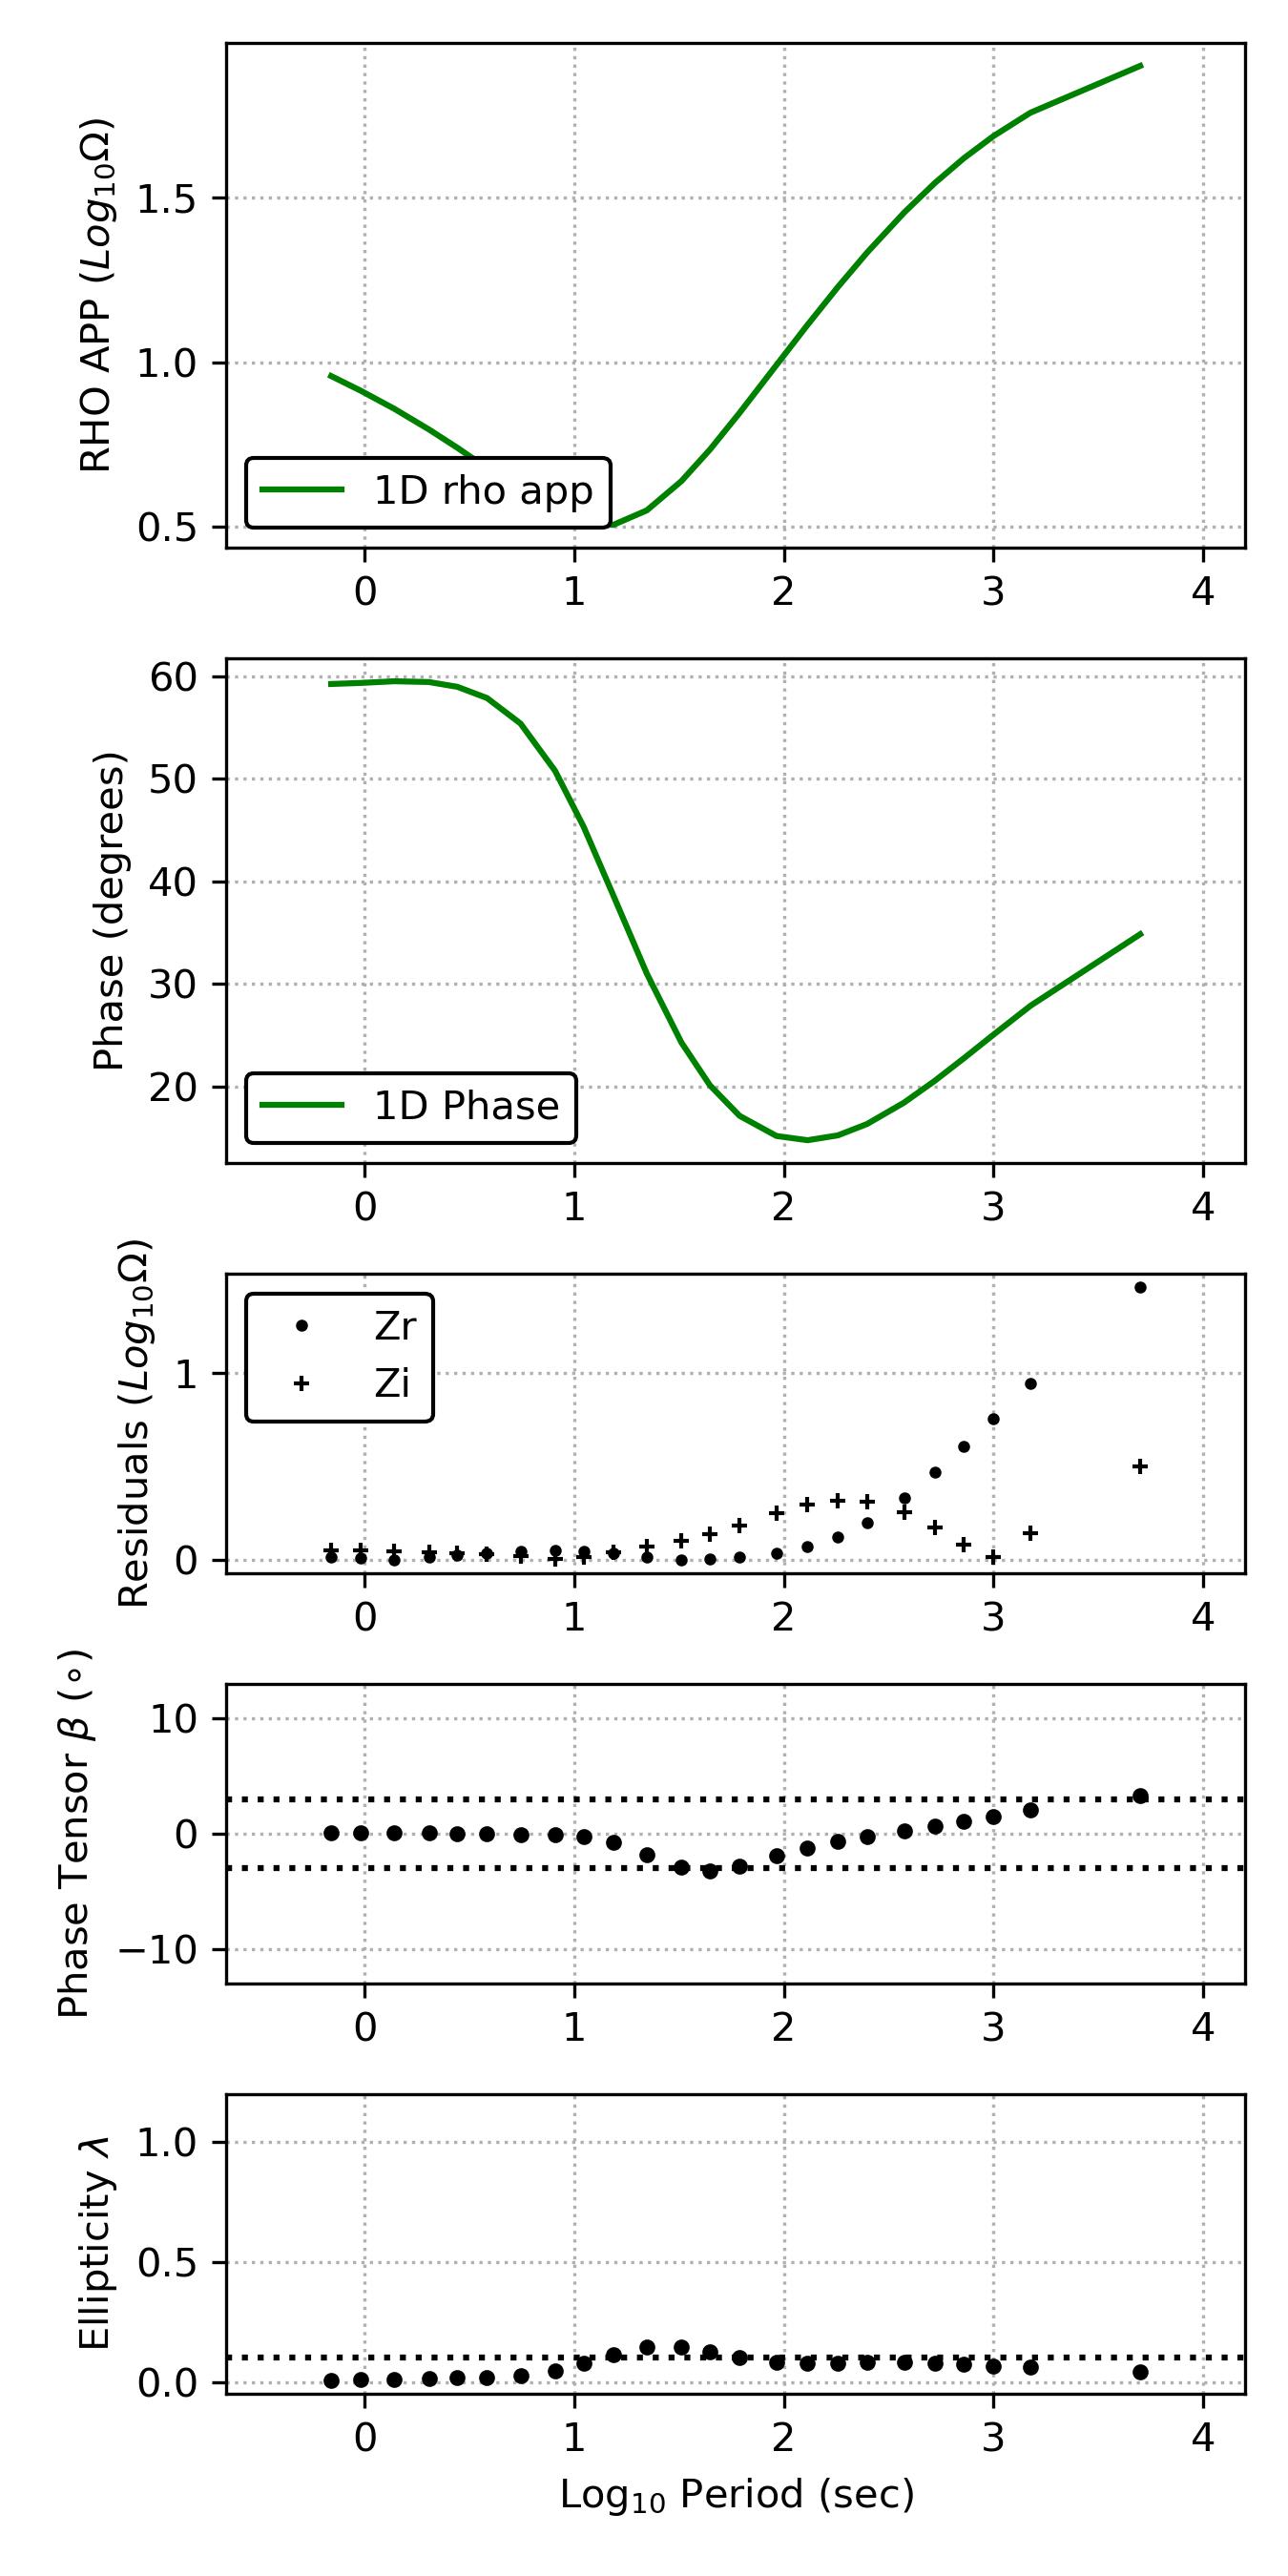 RHO APP (Log₁₀Ω)
1.5
1.0
0.5
1D rho app
0 1 2 3 4
Phase (degrees)
60
50
40
30
20
1D Phase
0 1 2 3 4
Residuals (Log₁₀Ω)
1
0
Zr
Zi
0 1 2 3 4
Phase Tensor β (∘)
10
0
−10
0 1 2 3 4
Ellipticity λ
1.0
0.5
0.0
0 1 2 3 4
Log₁₀ Period (sec)